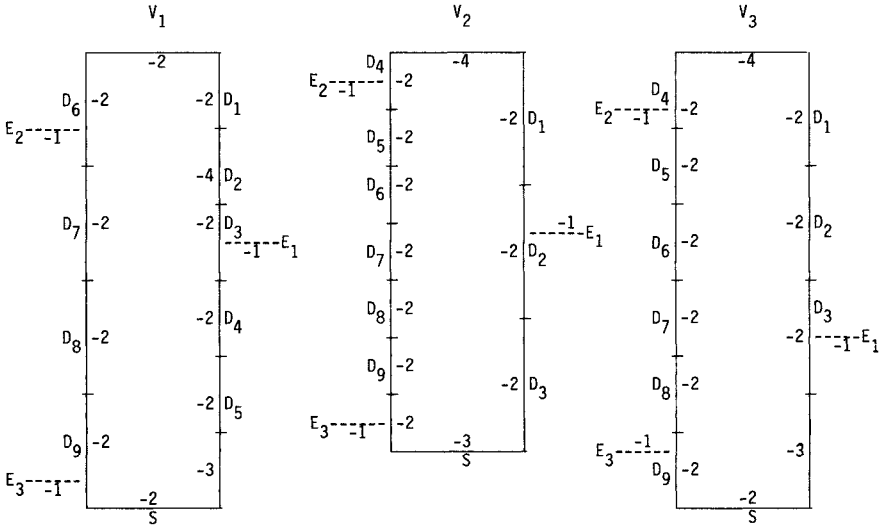 V₁ V₂ V₃
-2 -4 -4
D₆ -2 -2 D₁
E₂ -1
-4 D₂
D₇ -2 -2 D₃
-1 E₁
D₈ -2 -2 D₄
-2 D₅
D₉ -2 -3
E₃ -1 -2
S
D₄
E₂ -1 -2
-2 D₁
D₅ -2
D₆ -2
-1 E₁
D₇ -2 -2 D₂
D₈ -2
D₉ -2 -2 D₃
E₃ -1 -2
-3
S
D₄
E₂ -1 -2 -2 D₁
D₅ -2
D₆ -2 -2 D₂
D₇ -2 D₃
-2 -1 E₁
D₈ -2
E₃ -1 -3
D₉ -2
-2
S